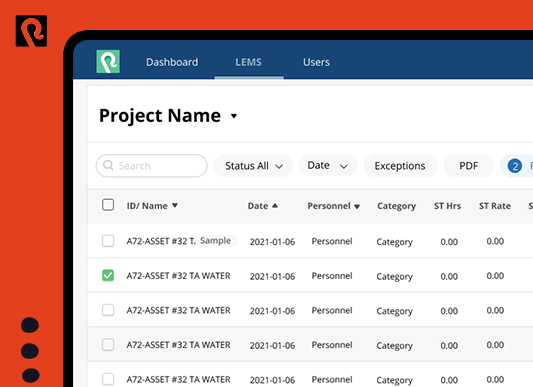 Dashboard LEMS Users
Project Name
Search Status All Date Exceptions PDF 2
ID/ Name Date Personnel Category ST Hrs ST Rate
A72-ASSET #32 T. Sample 2021-01-06 Personnel Category 0.00 0.00
A72-ASSET #32 TA WATER 2021-01-06 Personnel Category 0.00 0.00
A72-ASSET #32 TA WATER 2021-01-06 Personnel Category 0.00 0.00
A72-ASSET #32 TA WATER 2021-01-06 Personnel Category 0.00 0.00
A72-ASSET #32 TA WATER 2021-01-06 Personnel Category 0.00 0.00